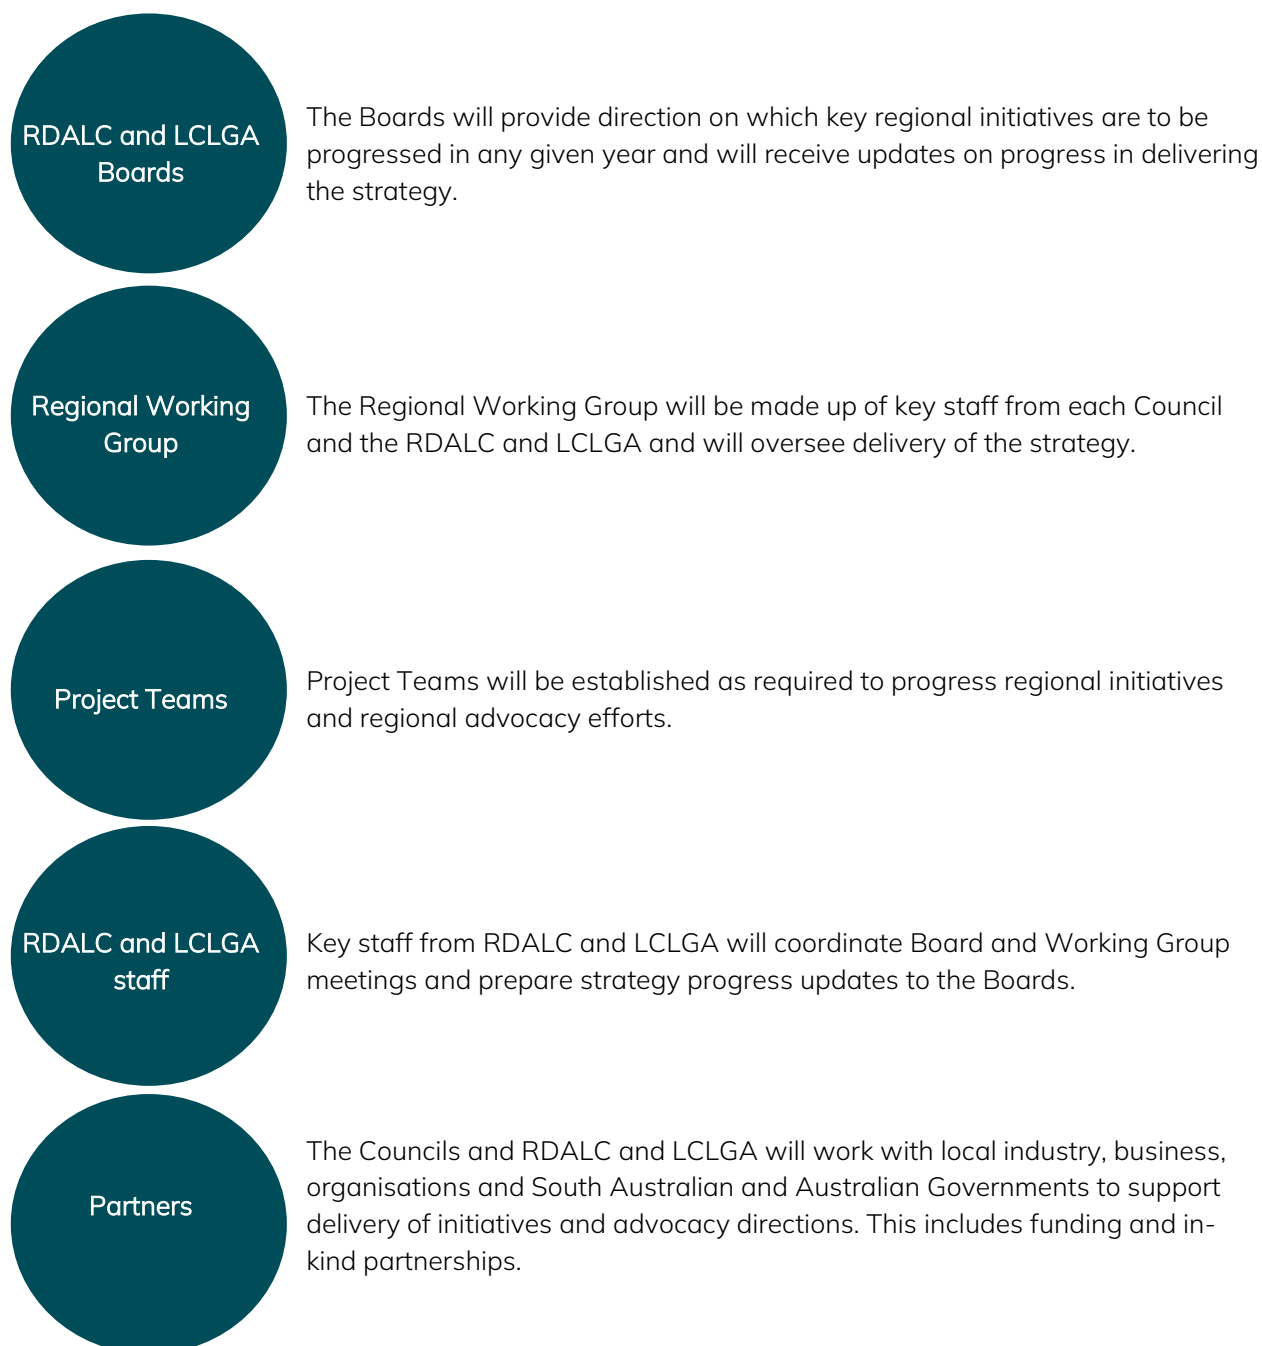 RDALC and LCLGA
Boards
The Boards will provide direction on which key regional initiatives are to be
progressed in any given year and will receive updates on progress in delivering
the strategy.
Regional Working
Group
The Regional Working Group will be made up of key staff from each Council
and the RDALC and LCLGA and will oversee delivery of the strategy.
Project Teams
Project Teams will be established as required to progress regional initiatives
and regional advocacy efforts.
RDALC and LCLGA
staff
Key staff from RDALC and LCLGA will coordinate Board and Working Group
meetings and prepare strategy progress updates to the Boards.
Partners
The Councils and RDALC and LCLGA will work with local industry, business,
organisations and South Australian and Australian Governments to support
delivery of initiatives and advocacy directions. This includes funding and in-
kind partnerships.